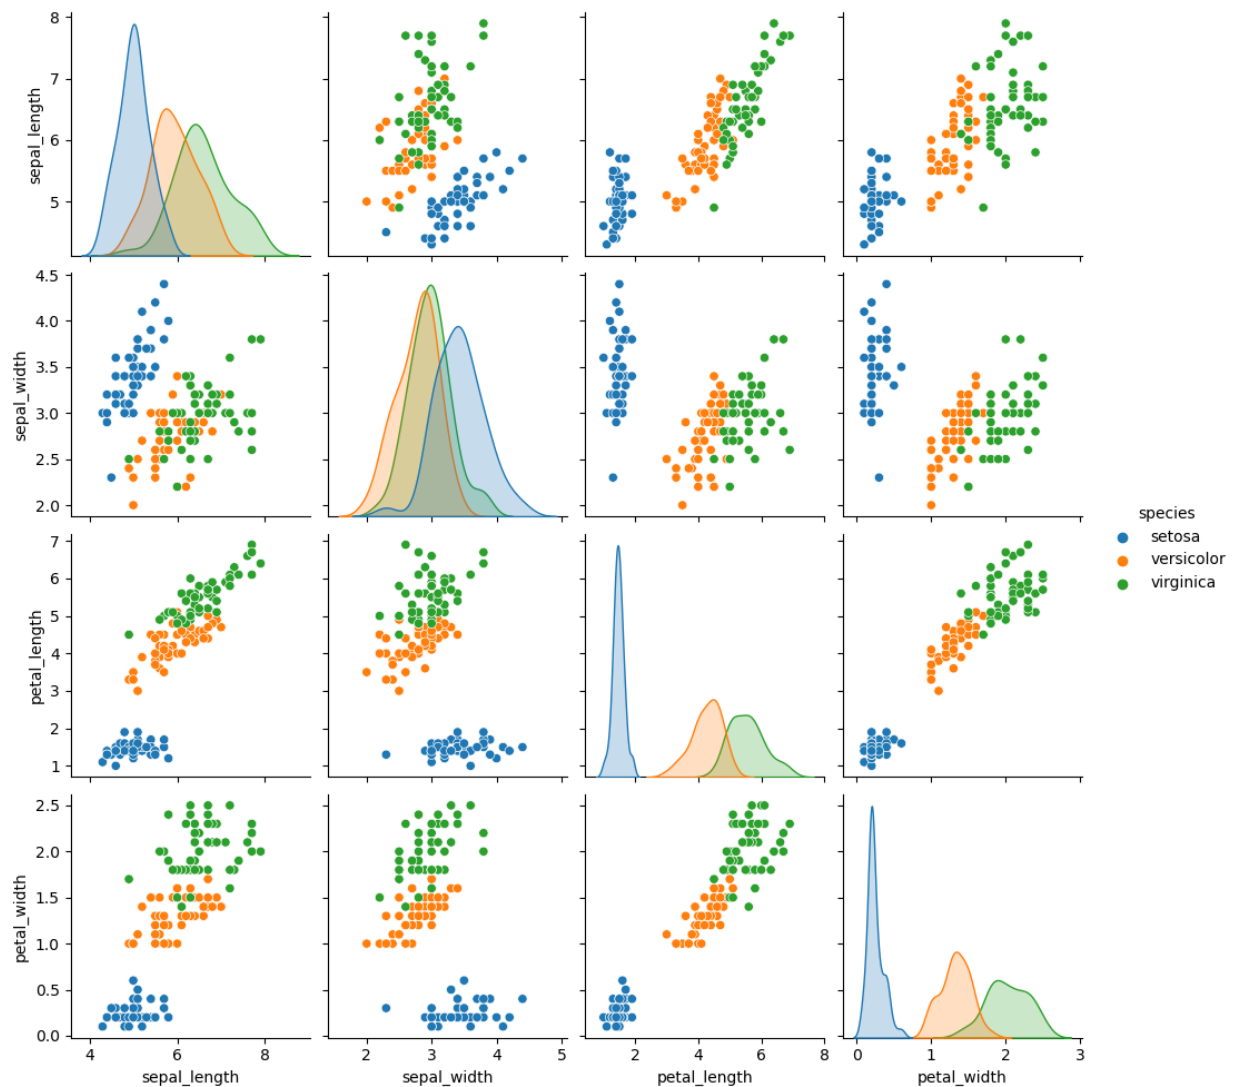 8
7
6
5
sepal_length
4.5
4.0
3.5
3.0
2.5
2.0
sepal_width
species
setosa
versicolor
virginica
7
6
5
4
3
2
1
petal_length
2.5
2.0
1.5
1.0
0.5
0.0
petal_width
4 6 8
2 3 4 5
2 4 6 8
0 1 2 3
sepal_length
sepal_width
petal_length
petal_width